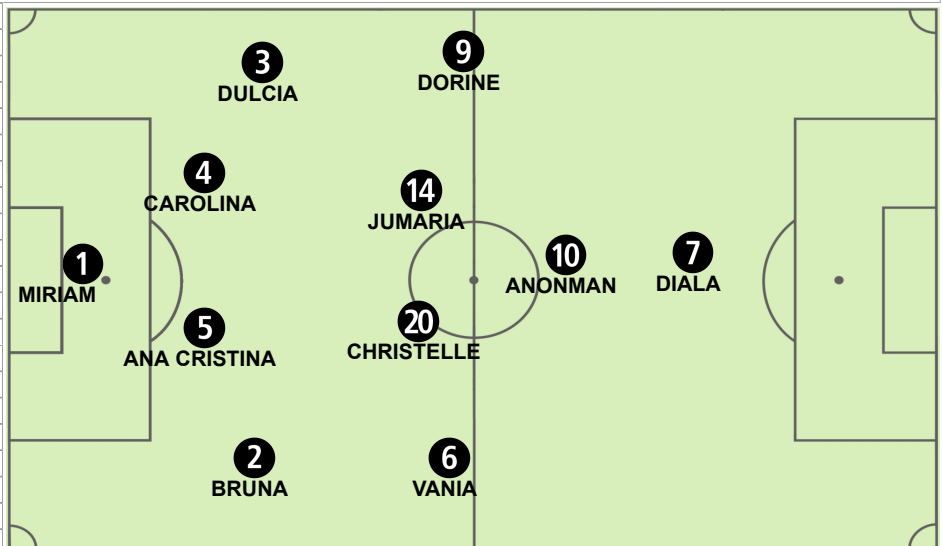 9
DORINE
3
DULCIA
4
CAROLINA
14
JUMARIA
1
MIRIAM
10
ANONMAN
7
DIALA
5
ANA CRISTINA
20
CHRISTELLE
2
BRUNA
6
VANIA